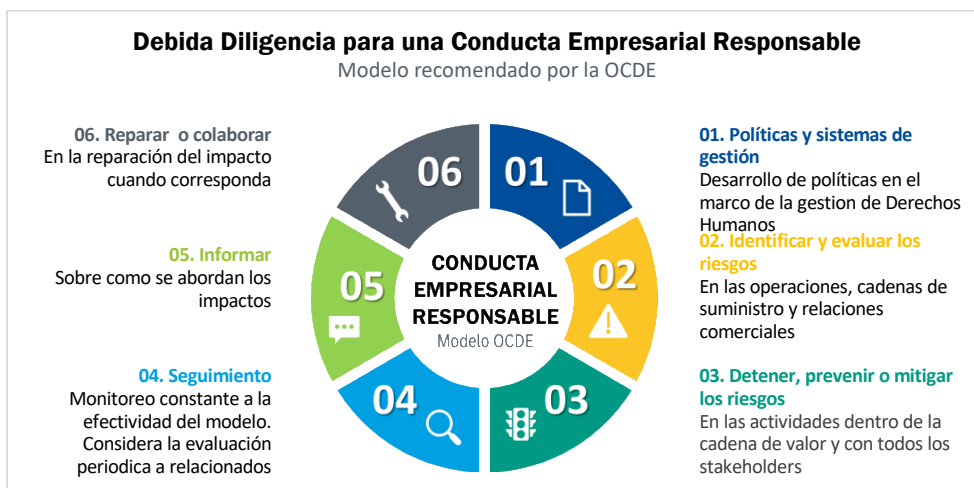 Debida Diligencia para una Conducta Empresarial Responsable
Modelo recomendado por la OCDE
01. Políticas y sistemas de
gestión
Desarrollo de políticas en el
marco de la gestion de Derechos
Humanos
02. Identificar y evaluar los
riesgos
En las operaciones, cadenas de
suministro y relaciones
comerciales
03. Detener, prevenir o mitigar
los riesgos
En las actividades dentro de la
cadena de valor y con todos los
stakeholders
04. Seguimiento
Monitoreo constante a la
efectividad del modelo.
Considera la evaluación
periodica a relacionados
05. Informar
Sobre como se abordan los
impactos
06. Reparar o colaborar
En la reparación del impacto
cuando corresponda
01
02
03
04
05
06
CONDUCTA
EMPRESARIAL
RESPONSABLE
Modelo OCDE